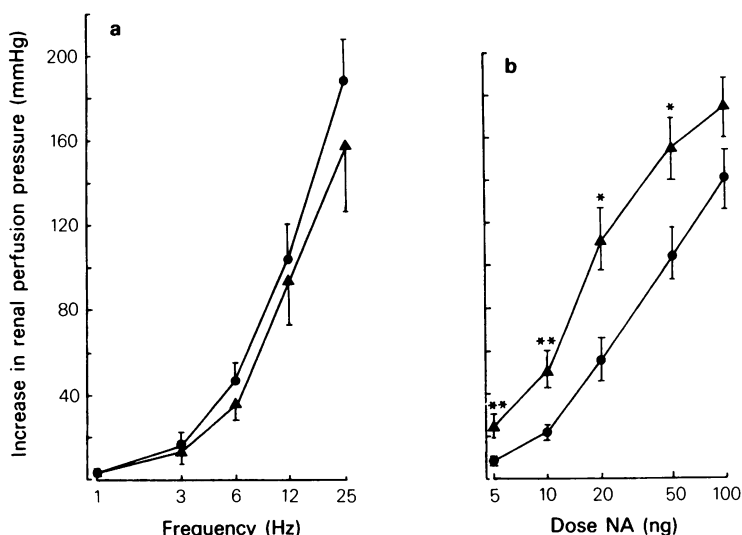 a
b
Increase in renal perfusion pressure (mmHg)
200
160
120
80
40
1 3 6 12 25
Frequency (Hz)
* *
* *
*
*
5 10 20 50 100
Dose NA (ng)